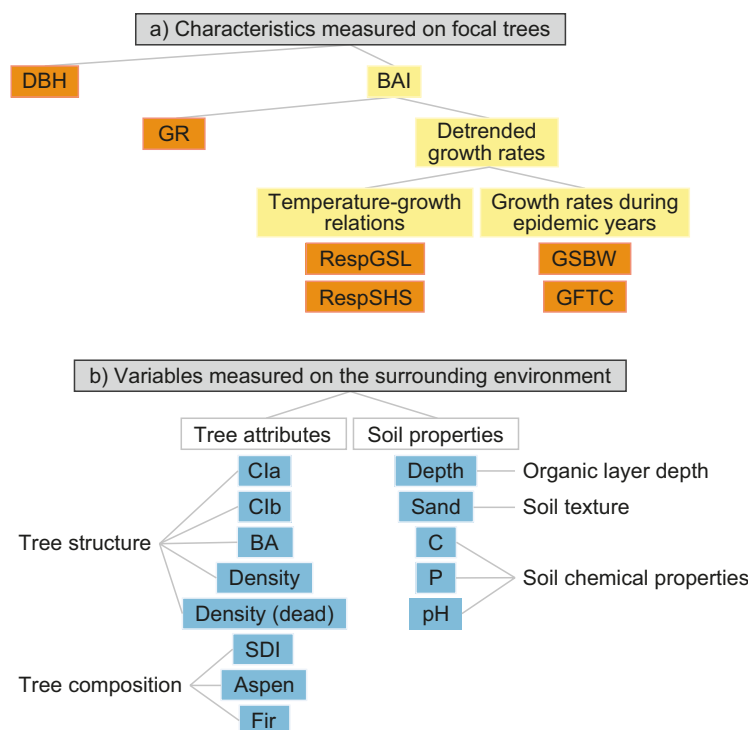 a) Characteristics measured on focal trees
DBH
BAI
GR
Detrended
growth rates
Temperature-growth
relations
Growth rates during
epidemic years
RespGSL
GSBW
RespSHS
GFTC
b) Variables measured on the surrounding environment
Tree attributes
Soil properties
CIa
Depth
Organic layer depth
CIb
Sand
Soil texture
Tree structure
BA
C
Density
P
Soil chemical properties
Density (dead)
pH
SDI
Tree composition
Aspen
Fir